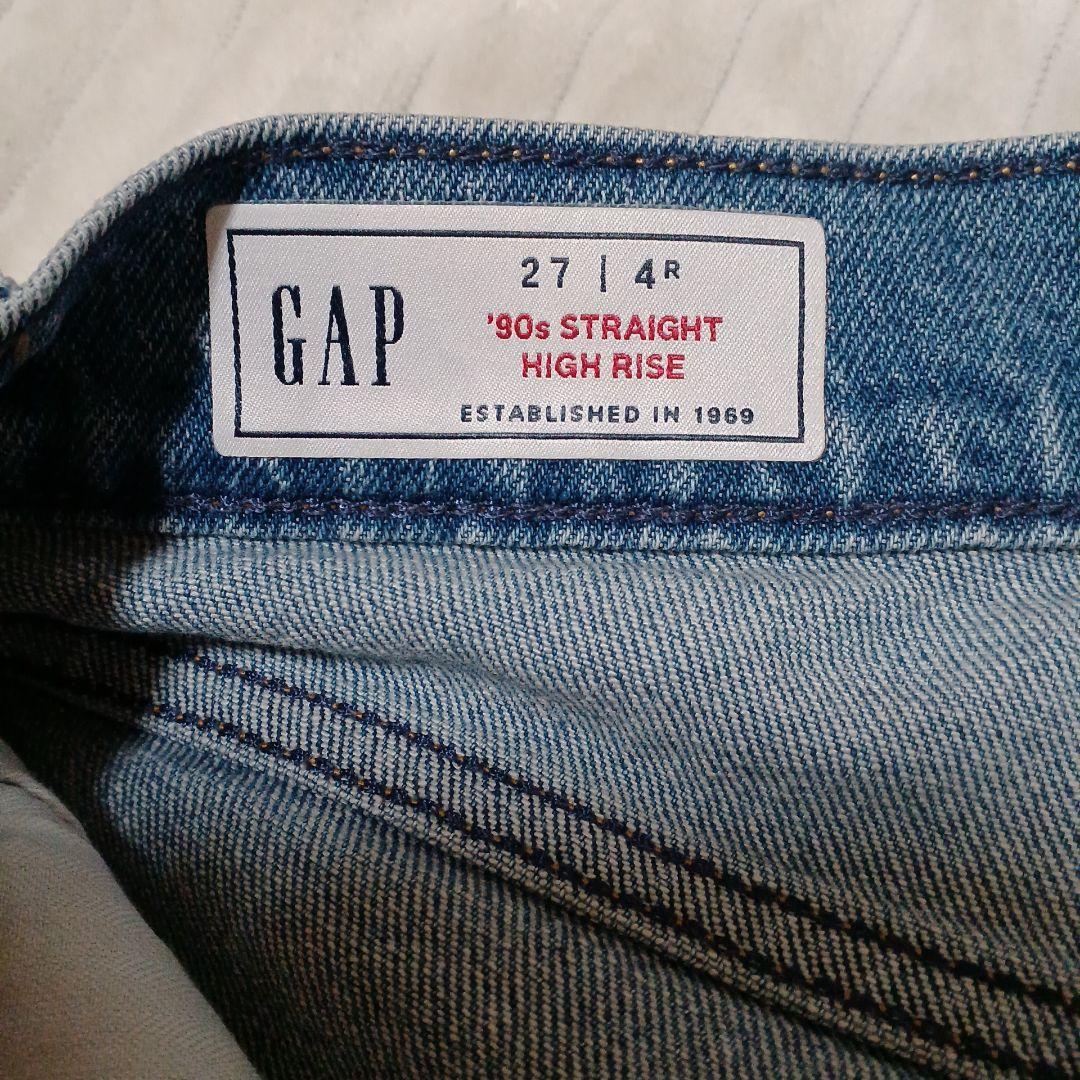 GAP
27 | 4R
'90s STRAIGHT
HIGH RISE
ESTABLISHED IN 1969